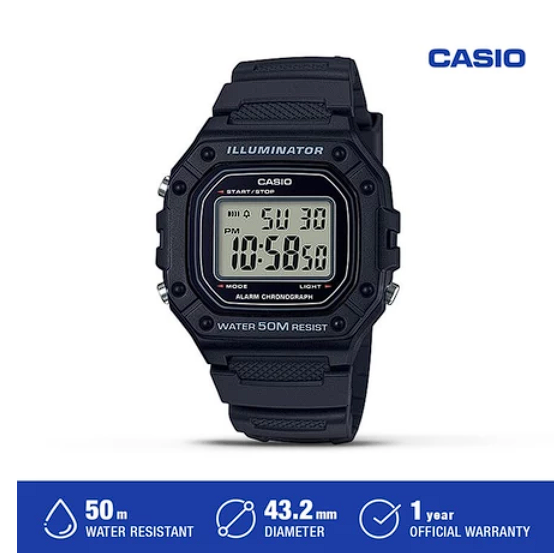 CASIO
ILLUMINATOR
CASIO
START/STOP
SU 30
PM
10:58 50
MODE LIGHT
ALARM CHRONOGRAPH
WATER 50M RESIST
50 m
WATER RESISTANT
43.2 mm
DIAMETER
1 year
OFFICIAL WARRANTY